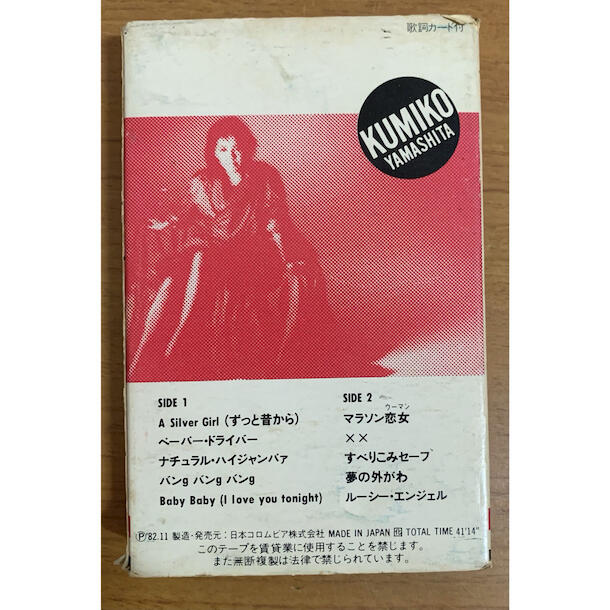 歌詞カード付
KUMIKO
YAMASHITA
SIDE 1
A Silver Girl (ずっと昔から)
ペーパー・ドライバー
ナチュラル・ハイジャンパァ
バンg バンg バンg
Baby Baby (I love you tonight)
SIDE 2
ウーマン
マラソン恋女
××
すべりこみセーフ
夢の外がわ
ルーシー・エンジェル
Ⓟ'82.11 製造・発売元：日本コロムビア株式会社 MADE IN JAPAN TOTAL TIME 41'14"
このテープを賃貸業に使用することを禁じます。
また無断複製は法律で禁じられています。